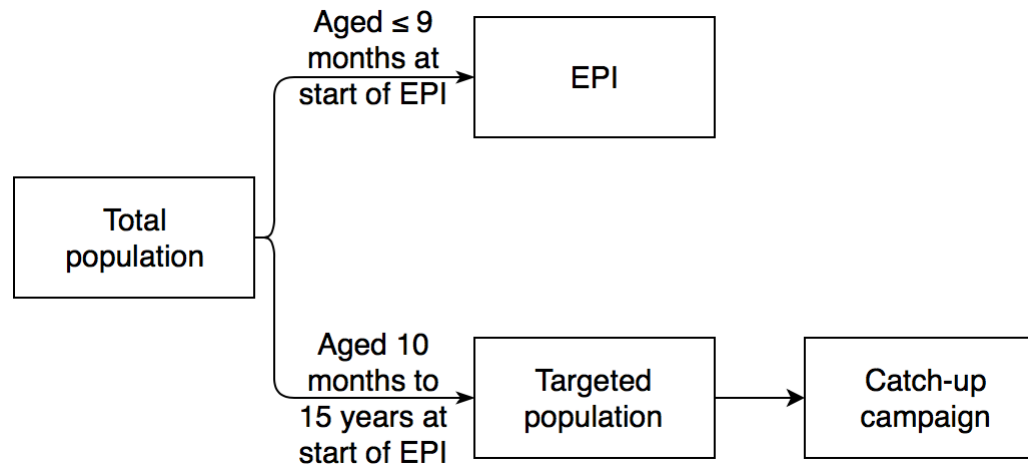 Aged ≤ 9
months at
start of EPI
EPI
Total
population
Aged 10
months to
15 years at
start of EPI
Targeted
population
Catch-up
campaign